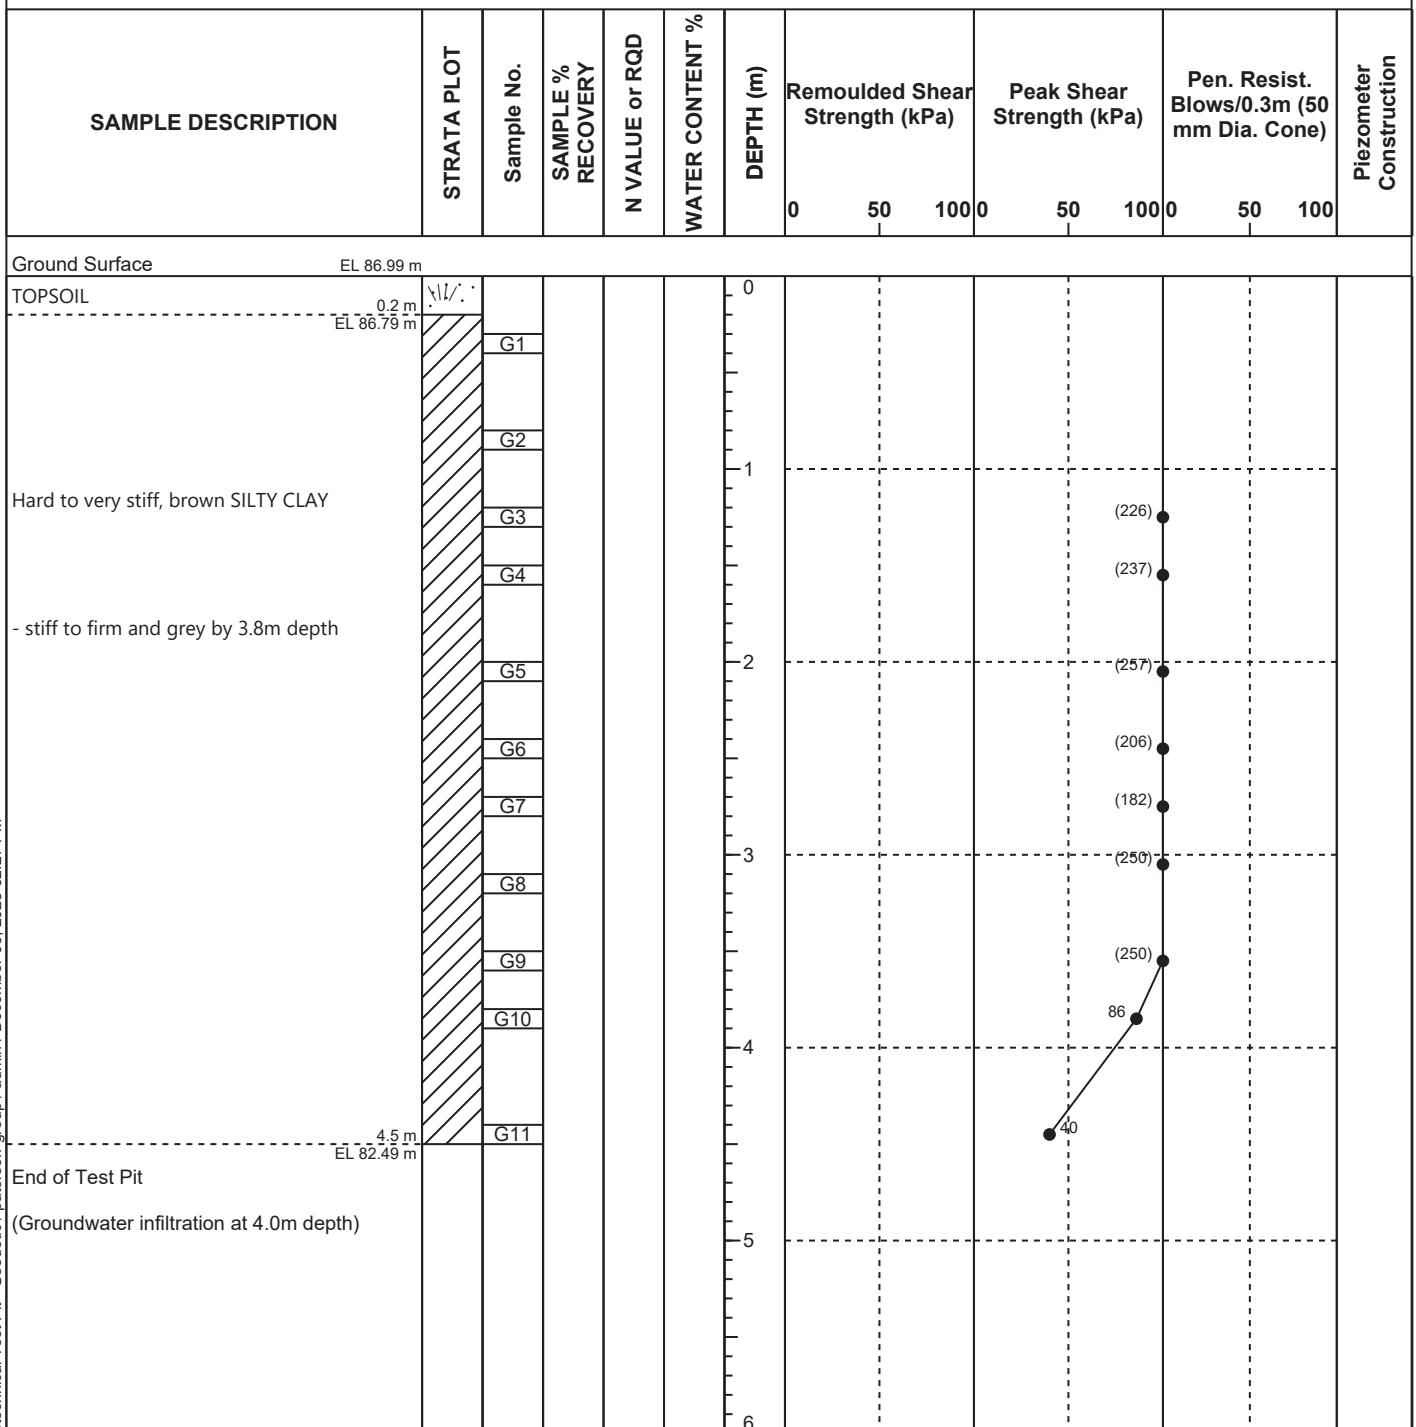 SAMPLE DESCRIPTION
STRATA PLOT
Sample No.
SAMPLE %
RECOVERY
N VALUE or RQD
WATER CONTENT %
DEPTH (m)
Remoulded Shear
Strength (kPa)
0 50 100
Peak Shear
Strength (kPa)
0 50 100
Pen. Resist.
Blows/0.3m (50
mm Dia. Cone)
0 50 100
Piezometer
Construction
Ground Surface EL 86.99 m
TOPSOIL
0.2 m
EL 86.79 m
0
G1
G2
1
Hard to very stiff, brown SILTY CLAY
G3 (226)
G4 (237)
- stiff to firm and grey by 3.8m depth
2
G5 (257)
G6 (206)
G7 (182)
3
(250)
G8
G9 (250)
G10 86
4
4.5 m G11 40
EL 82.49 m
End of Test Pit
(Groundwater infiltration at 4.0m depth)
5
6